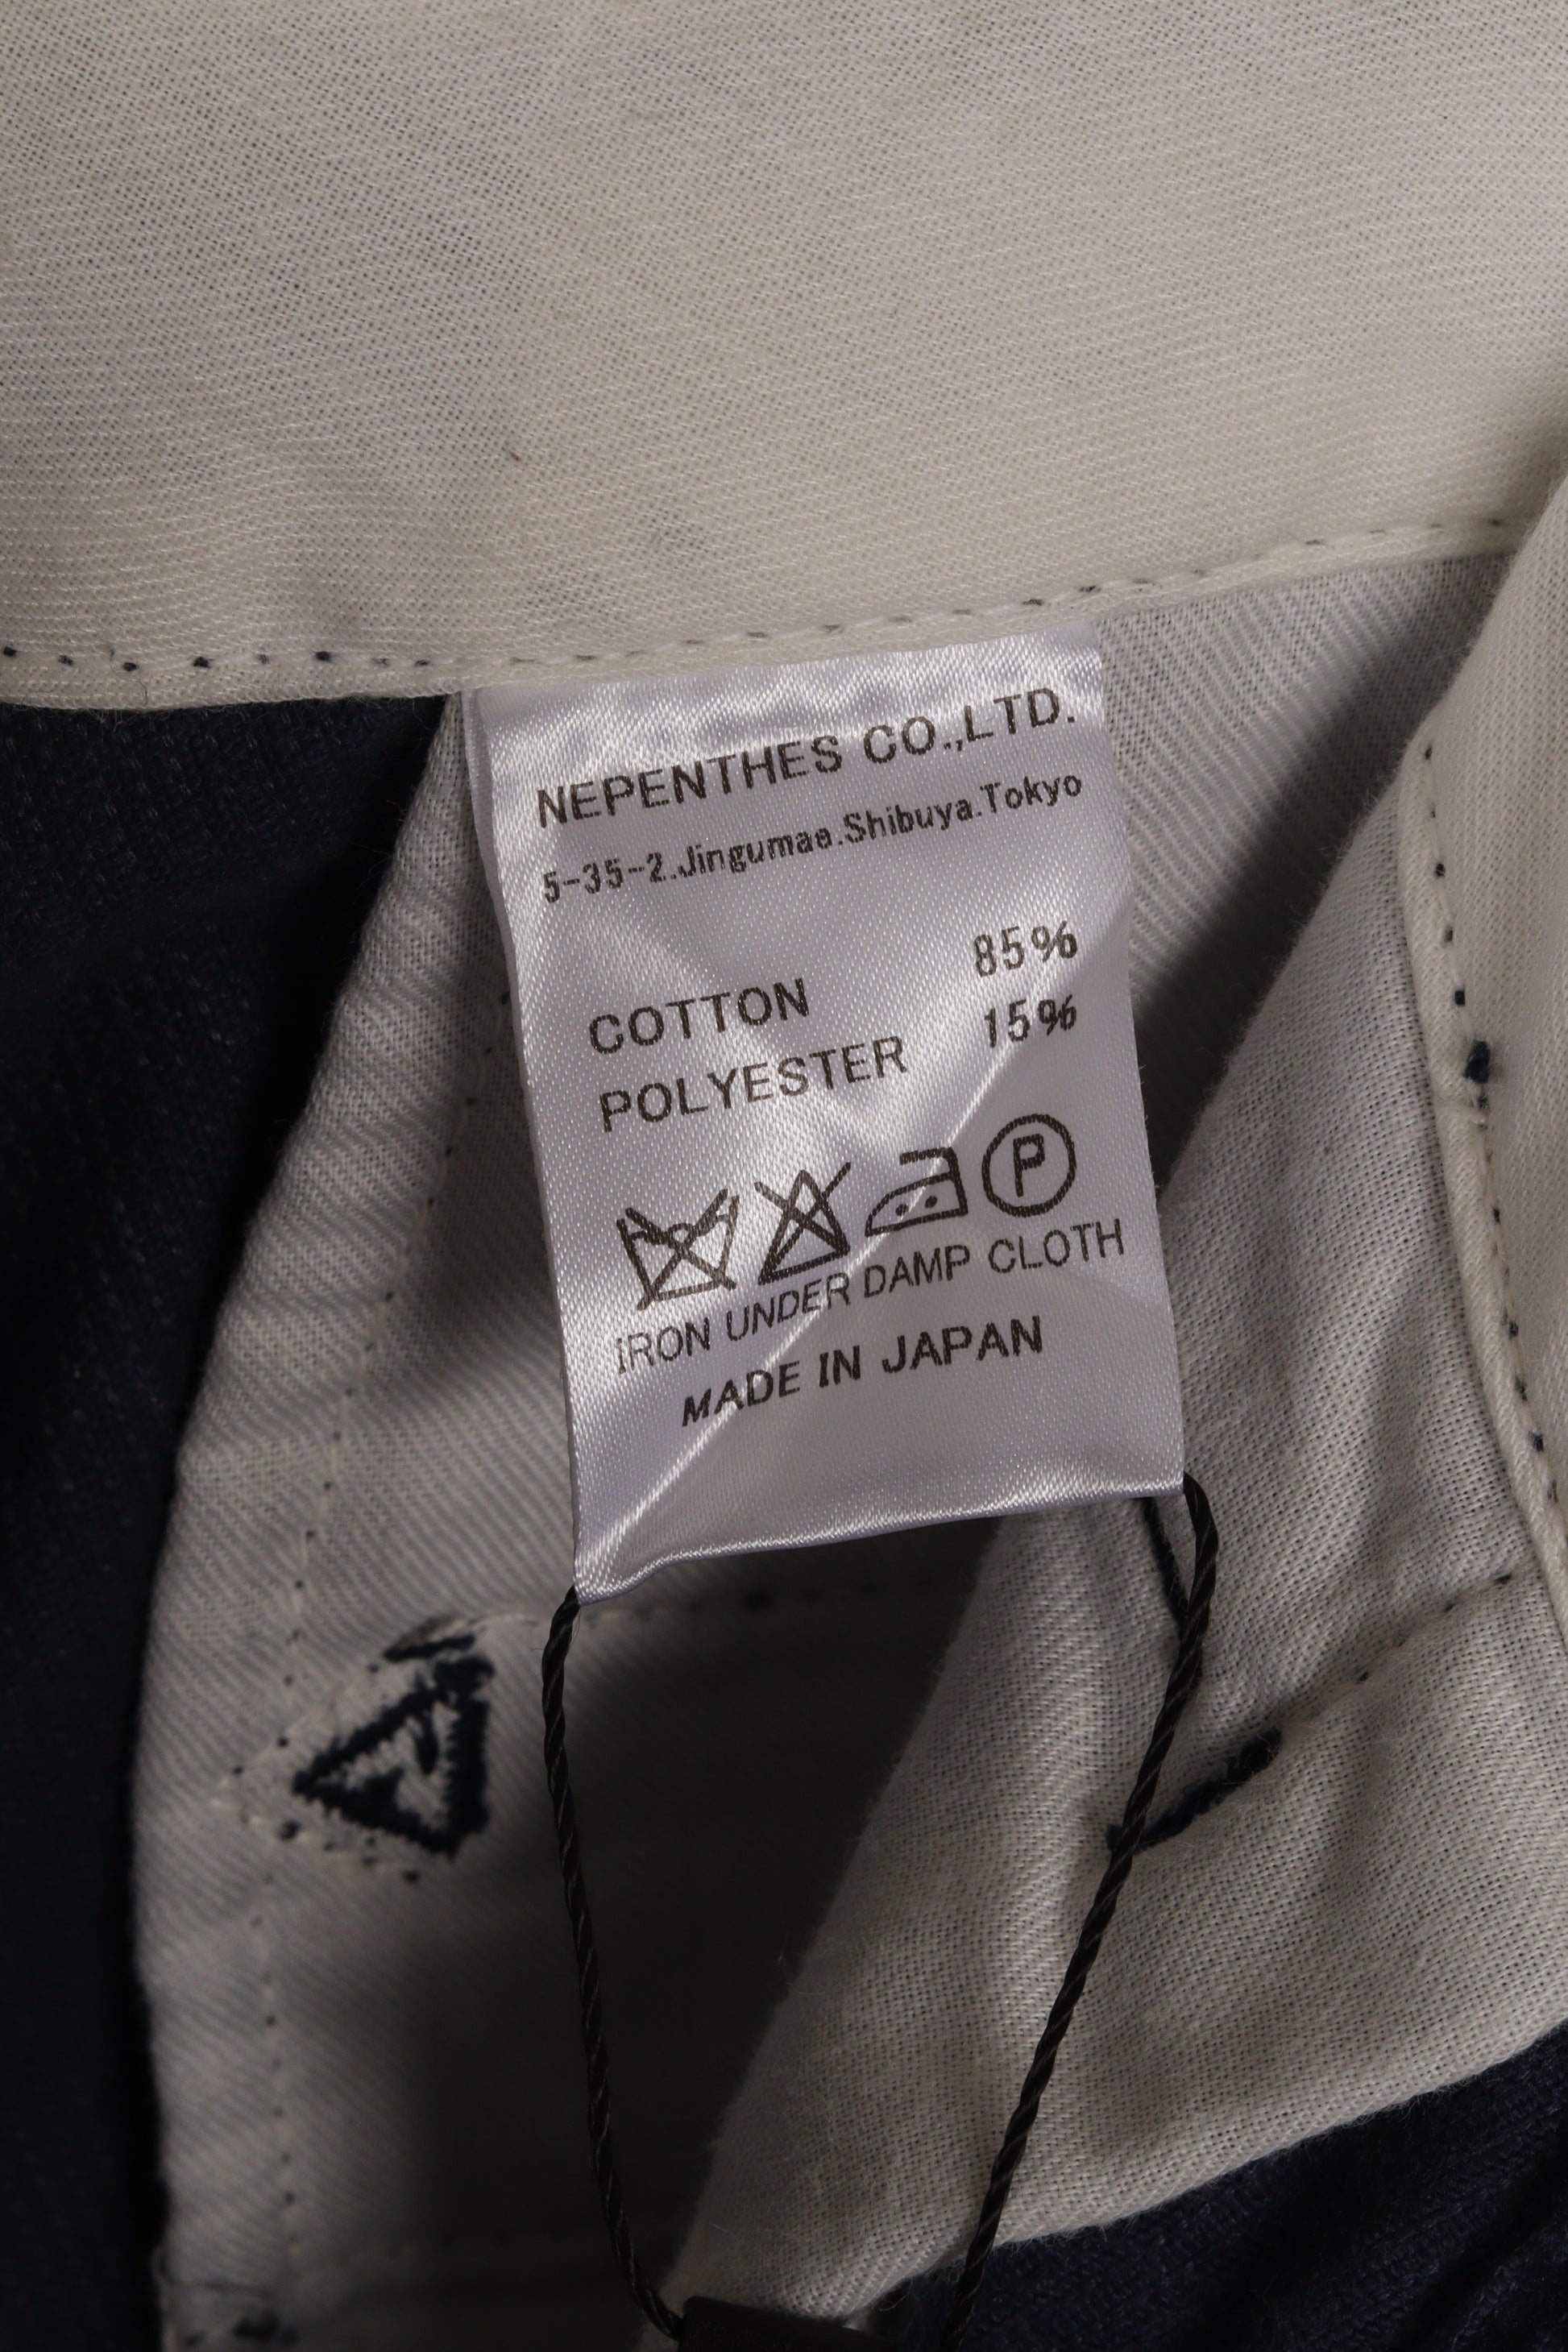 NEPENTHES CO.,LTD.
5-35-2.Jingumae.Shibuya.Tokyo
COTTON 85%
POLYESTER 15%
P
IRON UNDER DAMP CLOTH
MADE IN JAPAN